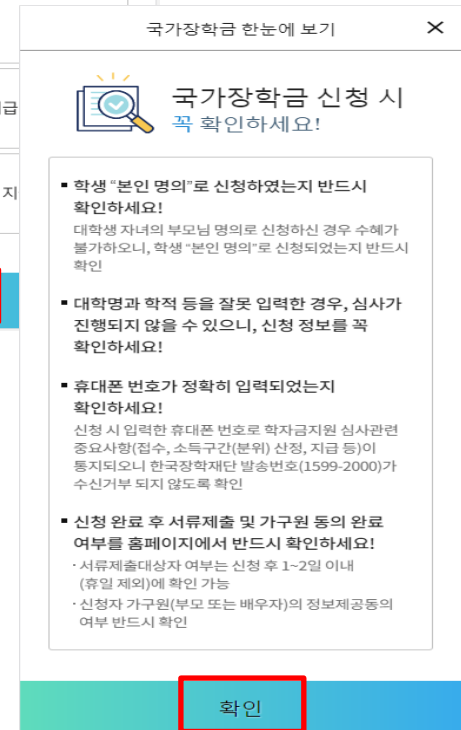 국가장학금 한눈에 보기
국가장학금 신청 시
꼭 확인하세요!
급
지
▪ 학생 “본인 명의”로 신청하였는지 반드시
확인하세요!
대학생 자녀의 부모님 명의로 신청하신 경우 수혜가
불가하오니, 학생 “본인 명의”로 신청되었는지 반드시
확인
▪ 대학명과 학적 등을 잘못 입력한 경우, 심사가
진행되지 않을 수 있으니, 신청 정보를 꼭
확인하세요!
▪ 휴대폰 번호가 정확히 입력되었는지
확인하세요!
신청 시 입력한 휴대폰 번호로 학자금지원 심사관련
중요사항(접수, 소득구간(분위) 산정, 지급 등)이
통지되오니 한국장학재단 발송번호(1599-2000)가
수신거부 되지 않도록 확인
▪ 신청 완료 후 서류제출 및 가구원 동의 완료
여부를 홈페이지에서 반드시 확인하세요!
· 서류제출대상자 여부는 신청 후 1~2일 이내
(휴일 제외)에 확인 가능
· 신청자 가구원(부모 또는 배우자)의 정보제공동의
여부 반드시 확인
확인